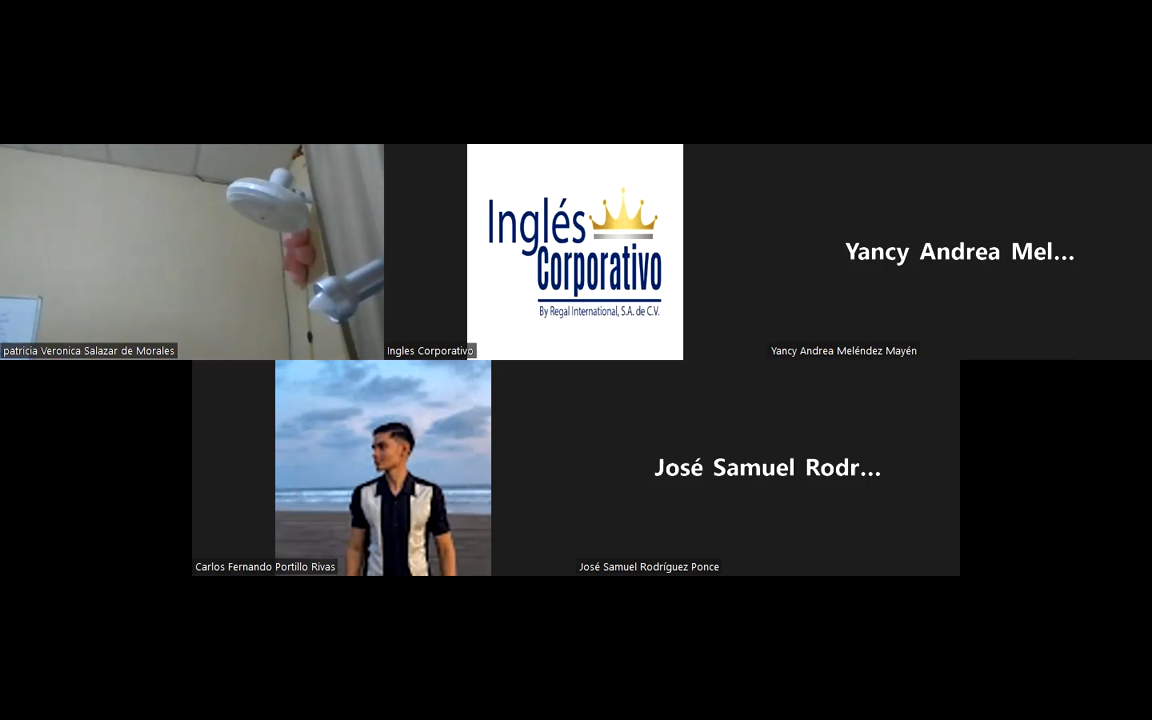 Inglés
Corporativo
By Regal International, S.A. de C.V.
Yancy Andrea Mel...
patricia Veronica Salazar de Morales
Ingles Corporativo
Yancy Andrea Meléndez Mayén
José Samuel Rodr...
Carlos Fernando Portillo Rivas
José Samuel Rodríguez Ponce